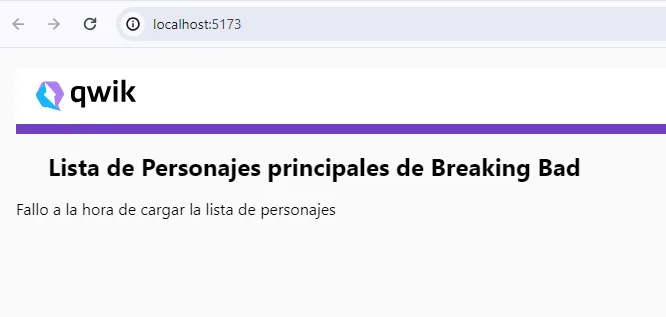 localhost:5173
qwik
Lista de Personajes principales de Breaking Bad
Fallo a la hora de cargar la lista de personajes